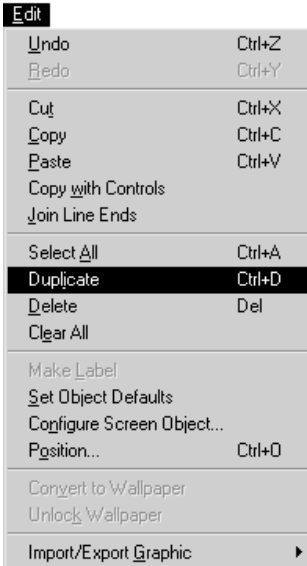 Edit
Undo Ctrl+Z
Redo Ctrl+Y
Cut Ctrl+X
Copy Ctrl+C
Paste Ctrl+V
Copy with Controls
Join Line Ends
Select All Ctrl+A
Duplicate Ctrl+D
Delete Del
Clear All
Make Label
Set Object Defaults
Configure Screen Object...
Position... Ctrl+O
Convert to Wallpaper
Unlock Wallpaper
Import/Export Graphic